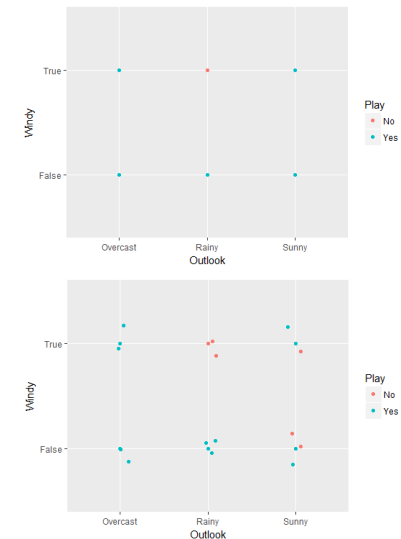 True
False
Windy
Overcast Rainy Sunny
Outlook
Play
No
Yes
True
False
Windy
Overcast Rainy Sunny
Outlook
Play
No
Yes